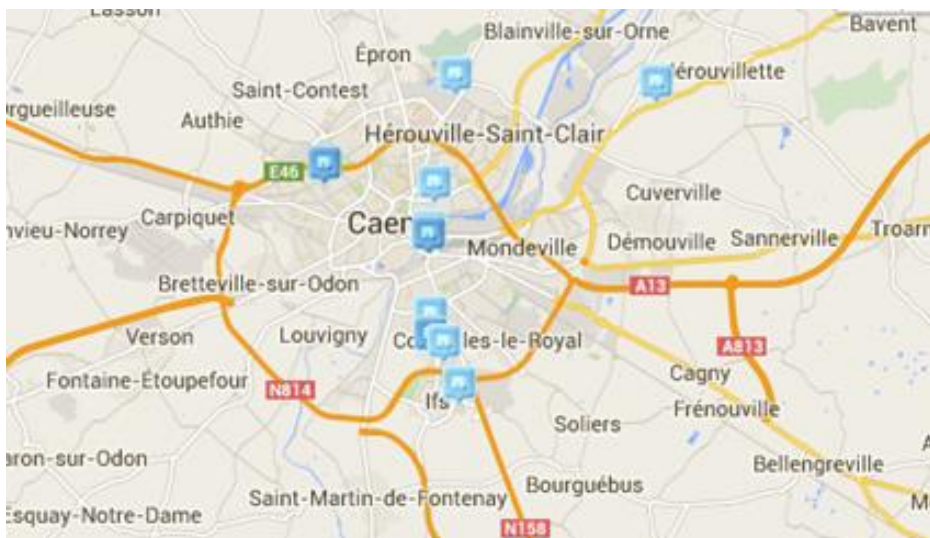 Lasson
Épron
Blainville-sur-Orne
Bavent
Saint-Contest
érouvillette
rgueilleuse
Authie
Hérouville-Saint-Clair
E46
Cuverville
Carpiquet
Caen
nvieu-Norrey
Mondeville
Démouville
Sannerville
Troarn
Bretteville-sur-Odon
A13
Verson
Louvigny
Co
les-le-Royal
A813
Fontaine-Étoupefour
N814
Cagny
Ifs
Frénouville
Soliers
aron-sur-Odon
Bellengreville
Saint-Martin-de-Fontenay
Bourguébus
Esquay-Notre-Dame
N158